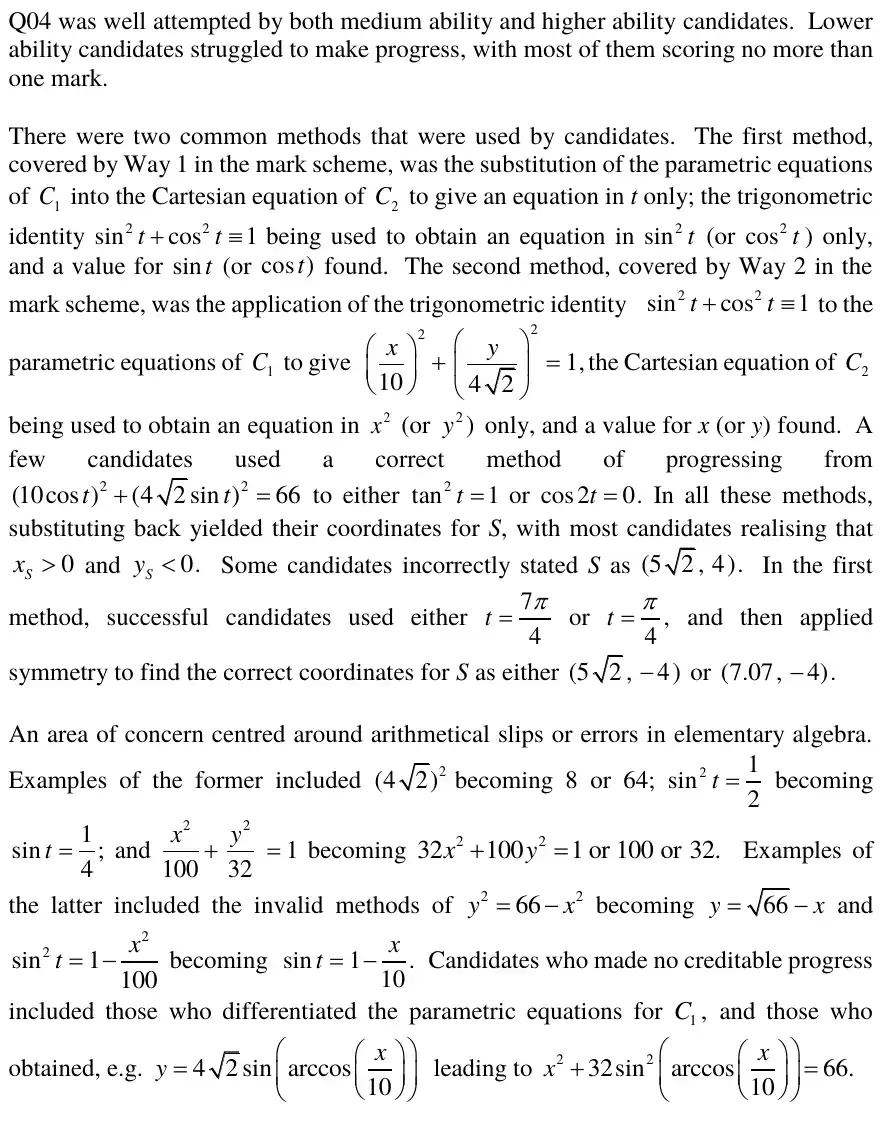 Q04 was well attempted by both medium ability and higher ability candidates. Lower
ability candidates struggled to make progress, with most of them scoring no more than
one mark.
There were two common methods that were used by candidates. The first method,
covered by Way 1 in the mark scheme, was the substitution of the parametric equations
of C₁ into the Cartesian equation of C₂ to give an equation in t only; the trigonometric
identity sin² t + cos² t ≡ 1 being used to obtain an equation in sin² t (or cos² t ) only,
and a value for sin t (or cos t) found. The second method, covered by Way 2 in the
mark scheme, was the application of the trigonometric identity sin² t + cos² t ≡ 1 to the
parametric equations of C₁ to give (x/10)² + (y/(4√2))² = 1, the Cartesian equation of C₂
being used to obtain an equation in x² (or y²) only, and a value for x (or y) found. A
few candidates used a correct method of progressing from
(10cos t)² + (4√2 sin t)² = 66 to either tan² t = 1 or cos 2t = 0. In all these methods,
substituting back yielded their coordinates for S, with most candidates realising that
x_S > 0 and y_S < 0. Some candidates incorrectly stated S as (5√2, 4). In the first
method, successful candidates used either t = 7π/4 or t = π/4, and then applied
symmetry to find the correct coordinates for S as either (5√2, −4) or (7.07, −4).
An area of concern centred around arithmetical slips or errors in elementary algebra.
Examples of the former included (4√2)² becoming 8 or 64; sin² t = 1/2 becoming
sin t = 1/4; and x²/100 + y²/32 = 1 becoming 32x² + 100y² = 1 or 100 or 32. Examples of
the latter included the invalid methods of y² = 66 − x² becoming y = √66 − x and
sin² t = 1 − x²/100 becoming sin t = 1 − x/10. Candidates who made no creditable progress
included those who differentiated the parametric equations for C₁, and those who
obtained, e.g. y = 4√2 sin(arccos(x/10)) leading to x² + 32sin²(arccos(x/10)) = 66.